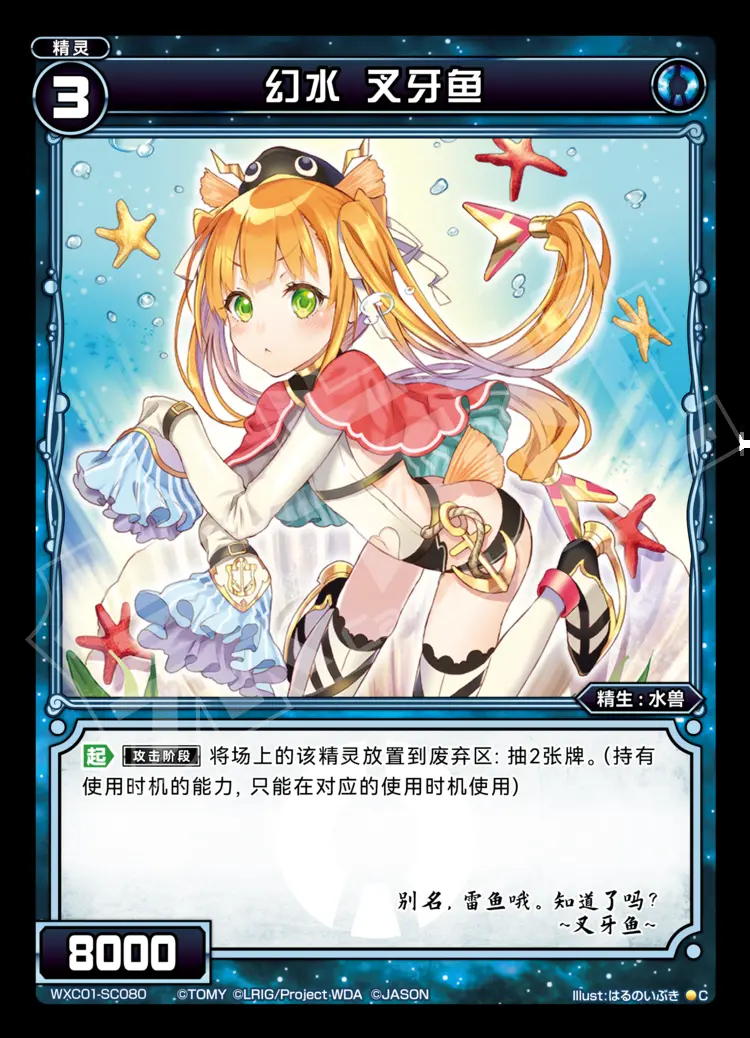 精灵
3
幻水 叉牙鱼
精生:水兽
起 攻击阶段 将场上的该精灵放置到废弃区: 抽2张牌。(持有
使用时机的能力, 只能在对应的使用时机使用)
别名, 雷鱼哦。知道了吗?
~叉牙鱼~
8000
WXC01-SC080 ©TOMY ©LRIG/Project WDA ©JASON Illust:はるのいぶき C